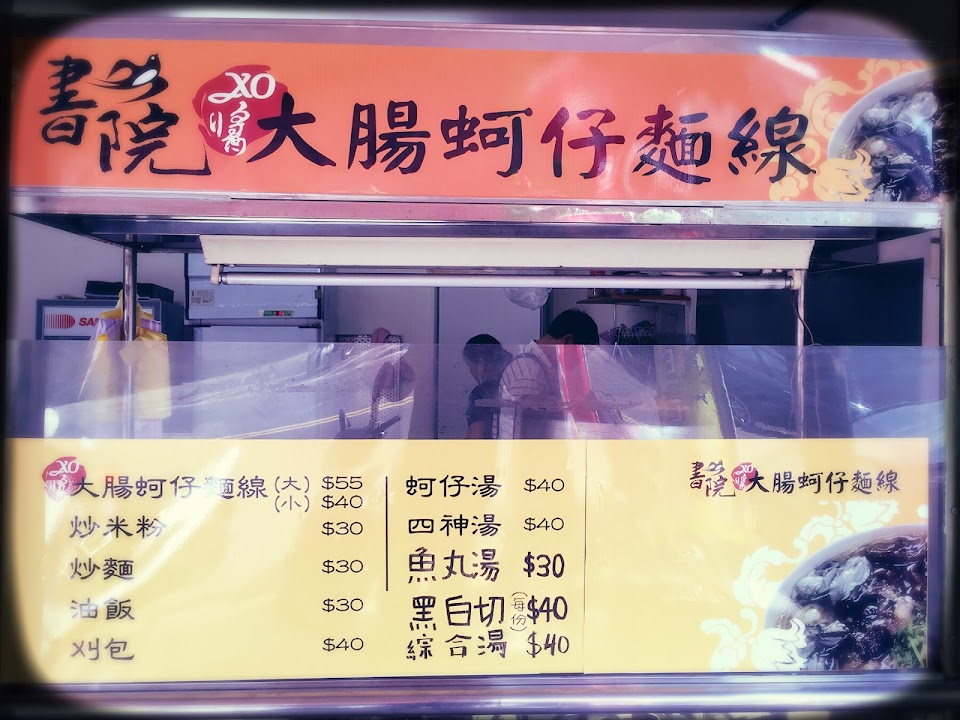 書院 XO醬 大腸蚵仔麵線
SAN
XO醬 大腸蚵仔麵線(大) $55
(小) $40
炒米粉 $30
炒麵 $30
油飯 $30
刈包 $40
蚵仔湯 $40
四神湯 $40
魚丸湯 $30
黑白切(每份) $40
綜合湯 $40
書院 XO醬 大腸蚵仔麵線